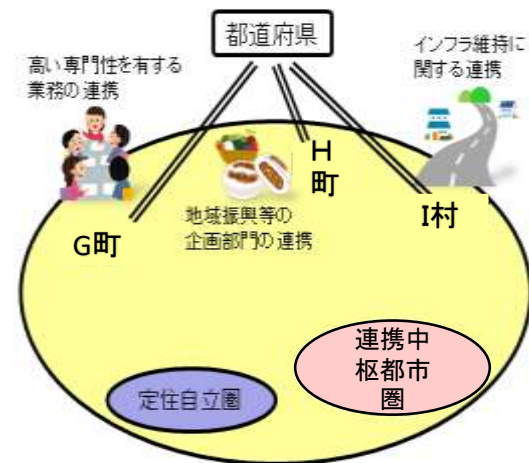 都道府県
高い専門性を有する
業務の連携
インフラ維持に
関する連携
H
町
地域振興等の
企画部門の連携
G町
I村
連携中
枢都市
圏
定住自立圏